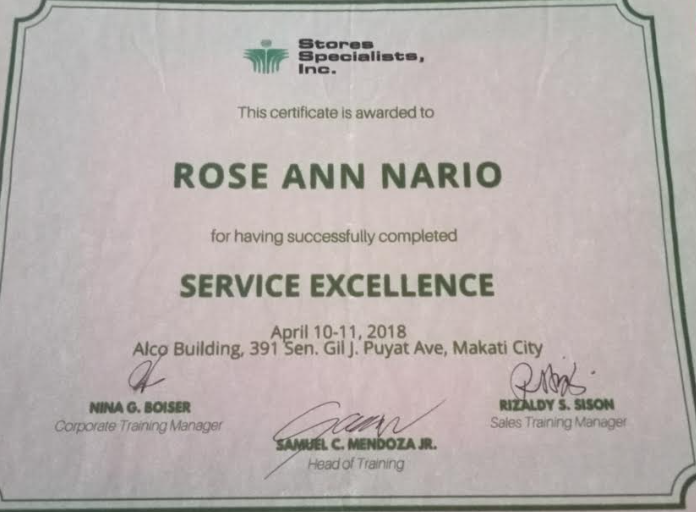 Stores
Specialists,
Inc.
This certificate is awarded to
ROSE ANN NARIO
for having successfully completed
SERVICE EXCELLENCE
April 10-11, 2018
Alco Building, 391 Sen. Gil J. Puyat Ave, Makati City
NINA G. BOISER
Corporate Training Manager
SAMUEL C. MENDOZA JR.
Head of Training
RIZALDY S. SISON
Sales Training Manager